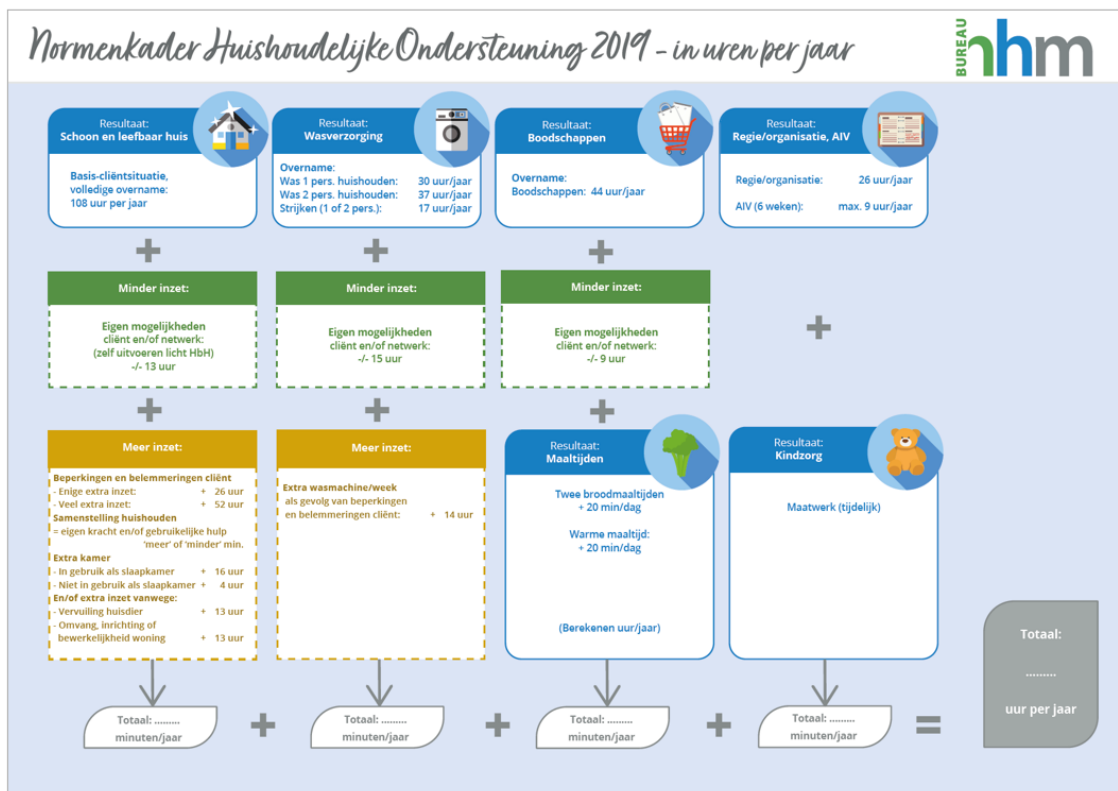 Normenkader Huishoudelijke Ondersteuning 2019 - in uren per jaar
BUREAU
nhm
Resultaat:
Schoon en leefbaar huis
Basis-cliëntsituatie,
volledige overname:
108 uur per jaar
Resultaat:
Wasverzorging
Overname:
Was 1 pers. huishouden: 30 uur/jaar
Was 2 pers. huishouden: 37 uur/jaar
Strijken (1 of 2 pers.): 17 uur/jaar
Resultaat:
Boodschappen
Overname:
Boodschappen: 44 uur/jaar
Resultaat:
Regie/organisatie, AIV
Regie/organisatie: 26 uur/jaar
AIV (6 weken): max. 9 uur/jaar
+
+
+
Minder inzet:
Eigen mogelijkheden
cliënt en/of netwerk:
(zelf uitvoeren licht HbH)
-/- 13 uur
Minder inzet:
Eigen mogelijkheden
cliënt en/of netwerk:
-/- 15 uur
Minder inzet:
Eigen mogelijkheden
cliënt en/of netwerk:
-/- 9 uur
+
+
+
+
Meer inzet:
Beperkingen en belemmeringen cliënt
- Enige extra inzet: + 26 uur
- Veel extra inzet: + 52 uur
Samenstelling huishouden
= eigen kracht en/of gebruikelijke hulp
'meer' of 'minder' min.
Extra kamer
- In gebruik als slaapkamer + 16 uur
- Niet in gebruik als slaapkamer + 4 uur
En/of extra inzet vanwege:
- Vervuiling huisdier + 13 uur
- Omvang, inrichting of
bewerkelijkheid woning + 13 uur
Meer inzet:
Extra wasmachine/week
als gevolg van beperkingen
en belemmeringen cliënt: + 14 uur
Resultaat:
Maaltijden
Twee broodmaaltijden
+ 20 min/dag
Warme maaltijd:
+ 20 min/dag
(Berekenen uur/jaar)
Resultaat:
Kindzorg
Maatwerk (tijdelijk)
Totaal: .........
minuten/jaar
+
Totaal: .........
minuten/jaar
+
Totaal: .........
minuten/jaar
+
Totaal: .........
minuten/jaar
=
Totaal:
.........
uur per jaar